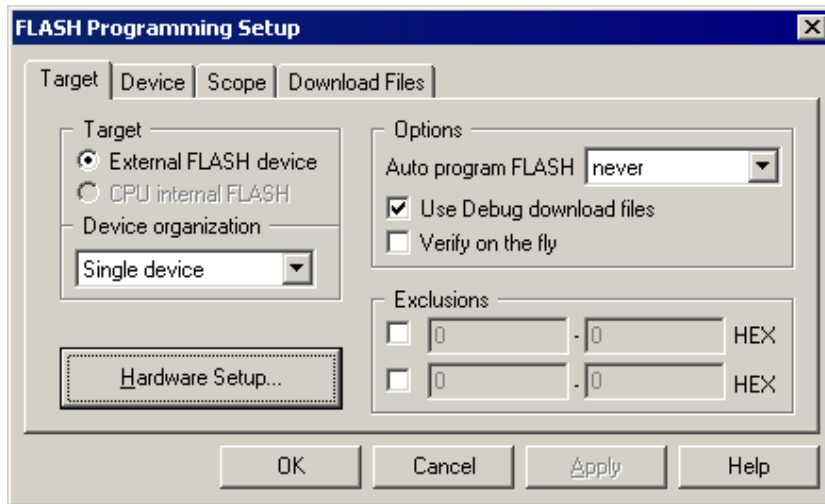 FLASH Programming Setup
Target Device Scope Download Files
Target
External FLASH device
CPU internal FLASH
Device organization
Single device
Hardware Setup...
Options
Auto program FLASH never
Use Debug download files
Verify on the fly
Exclusions
0 - 0 HEX
0 - 0 HEX
OK Cancel Apply Help